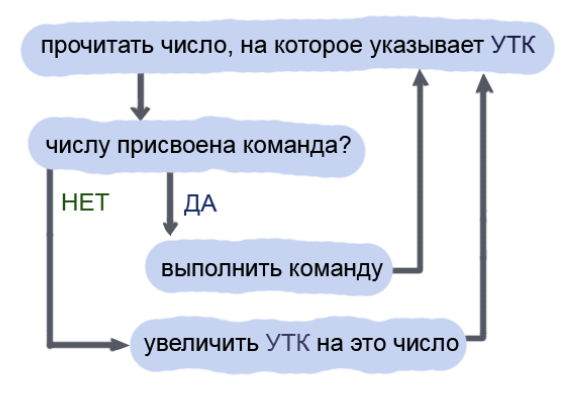 прочитать число, на которое указывает УТК
числу присвоена команда?
НЕТ
ДА
выполнить команду
увеличить УТК на это число